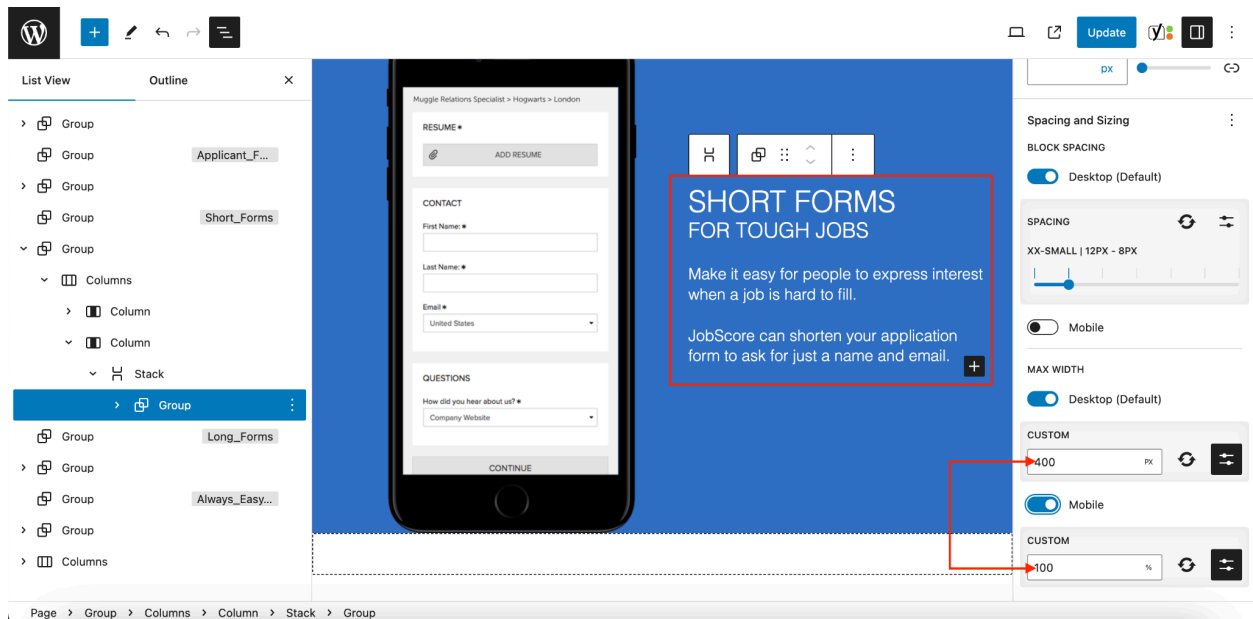 Update
List View
Outline
Group
Group
Applicant_F...
Group
Group
Short_Forms
Group
Columns
Column
Column
Stack
Group
Group
Long_Forms
Group
Group
Always_Easy...
Group
Columns
Muggle Relations Specialist > Hogwarts > London
RESUME *
ADD RESUME
CONTACT
First Name: *
Last Name: *
Email *
United States
QUESTIONS
How did you hear about us? *
Company Website
CONTINUE
SHORT FORMS
FOR TOUGH JOBS
Make it easy for people to express interest
when a job is hard to fill.
JobScore can shorten your application
form to ask for just a name and email.
px
Spacing and Sizing
BLOCK SPACING
Desktop (Default)
SPACING
XX-SMALL | 12PX - 8PX
Mobile
MAX WIDTH
Desktop (Default)
CUSTOM
400 PX
Mobile
CUSTOM
100 %
Page > Group > Columns > Column > Stack > Group